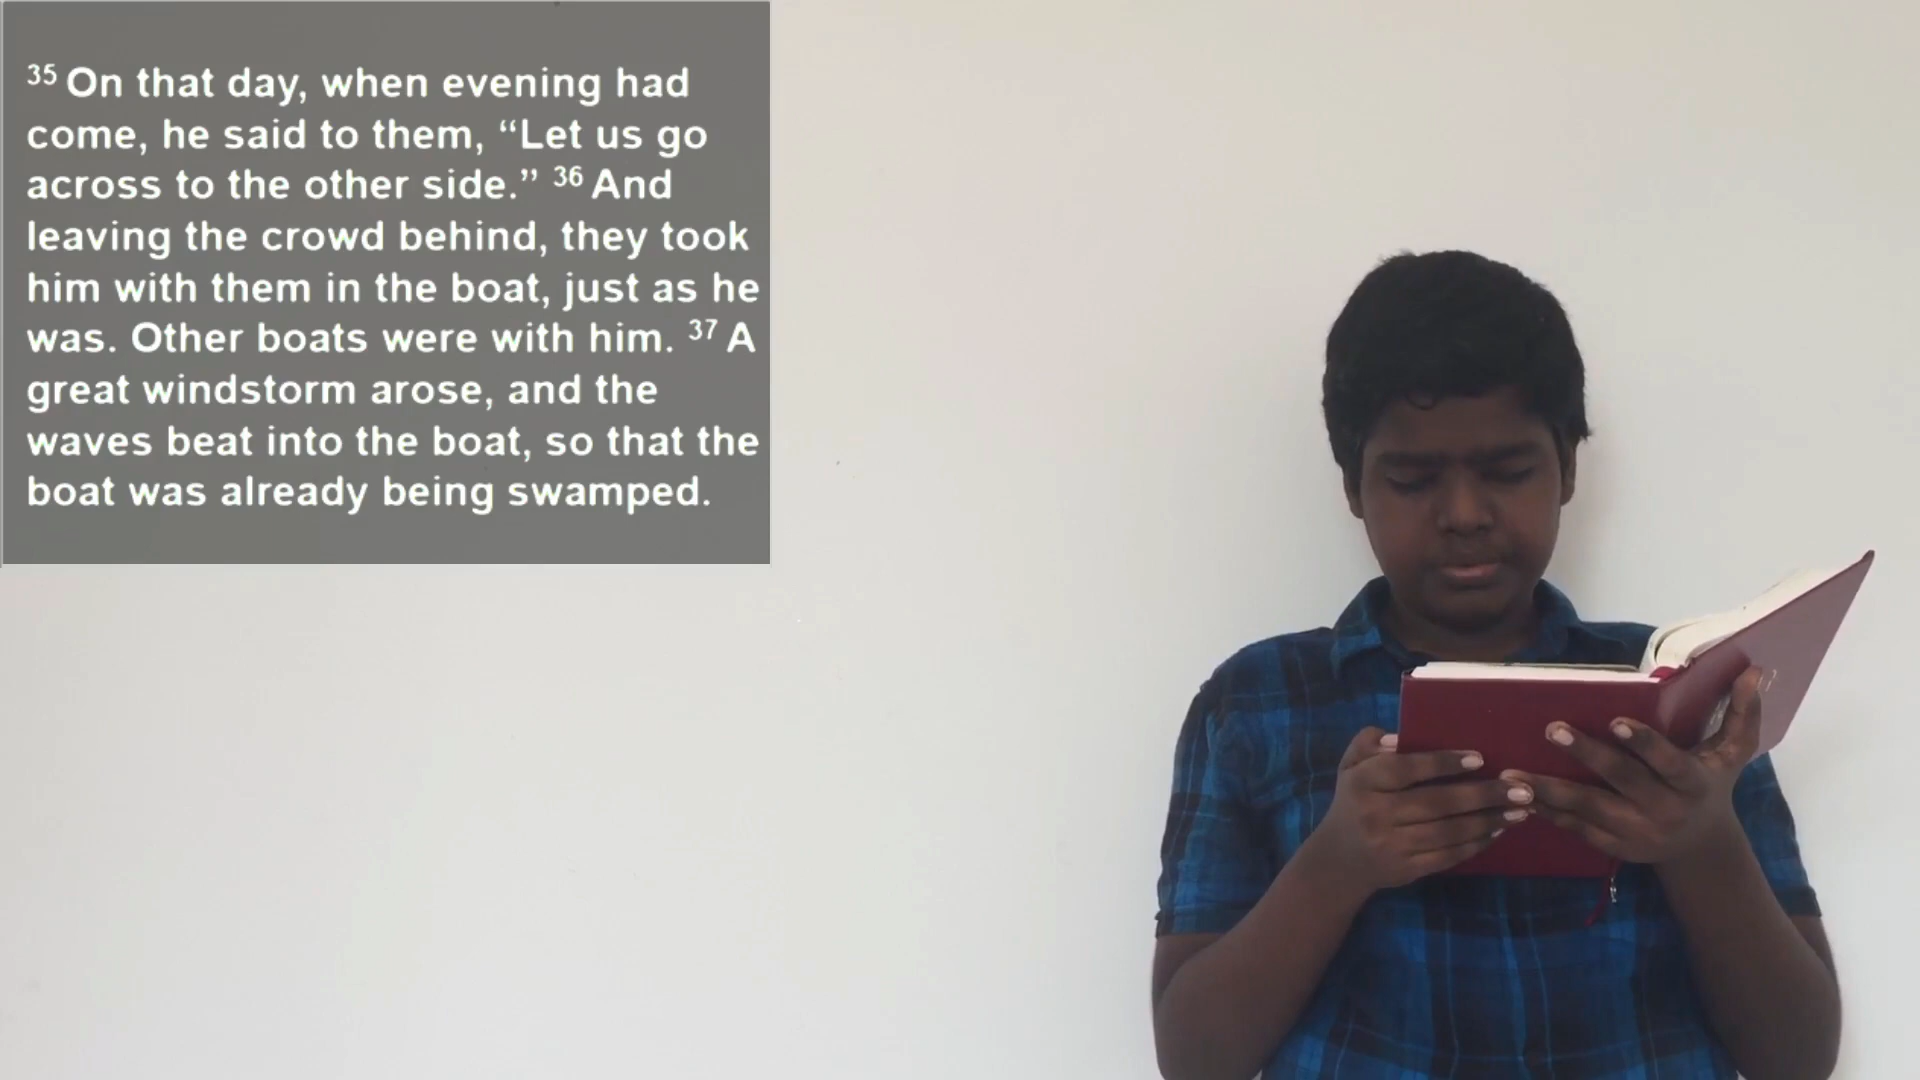 35 On that day, when evening had
come, he said to them, “Let us go
across to the other side.” 36 And
leaving the crowd behind, they took
him with them in the boat, just as he
was. Other boats were with him. 37 A
great windstorm arose, and the
waves beat into the boat, so that the
boat was already being swamped.